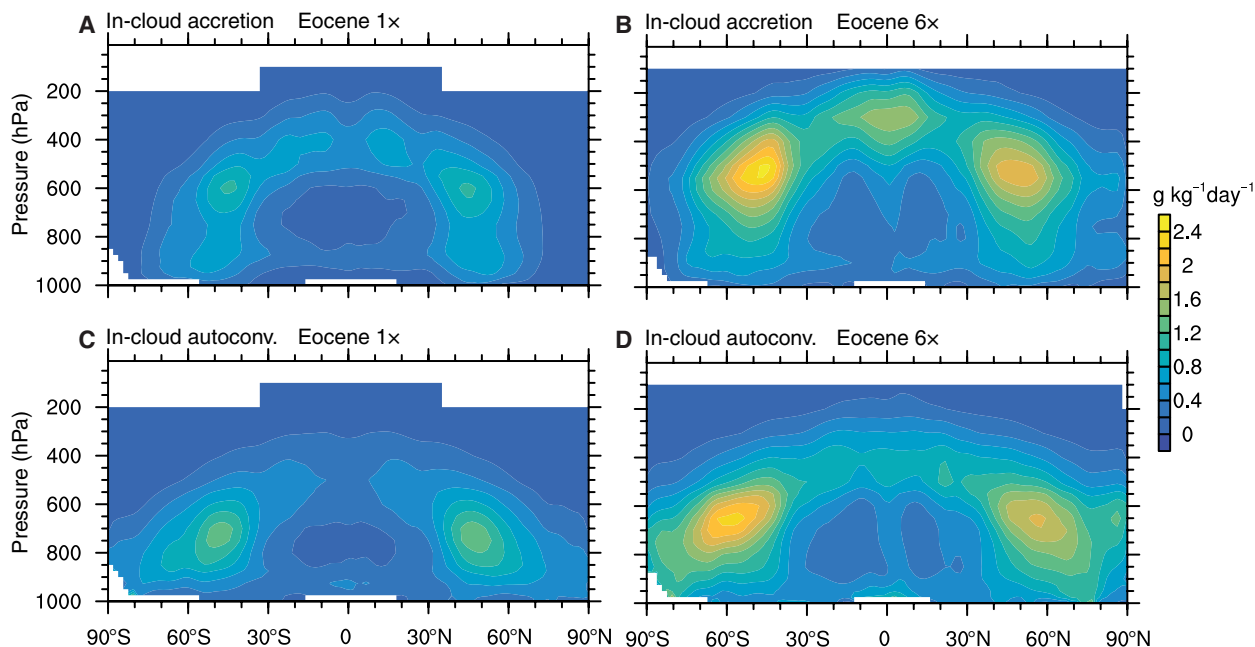 A In-cloud accretion Eocene 1×
B In-cloud accretion Eocene 6×
Pressure (hPa)
200
400
600
800
1000
g kg⁻¹day⁻¹
2.4
2
1.6
1.2
0.8
0.4
0
C In-cloud autoconv. Eocene 1×
D In-cloud autoconv. Eocene 6×
Pressure (hPa)
200
400
600
800
1000
90°S 60°S 30°S 0 30°N 60°N 90°N
90°S 60°S 30°S 0 30°N 60°N 90°N